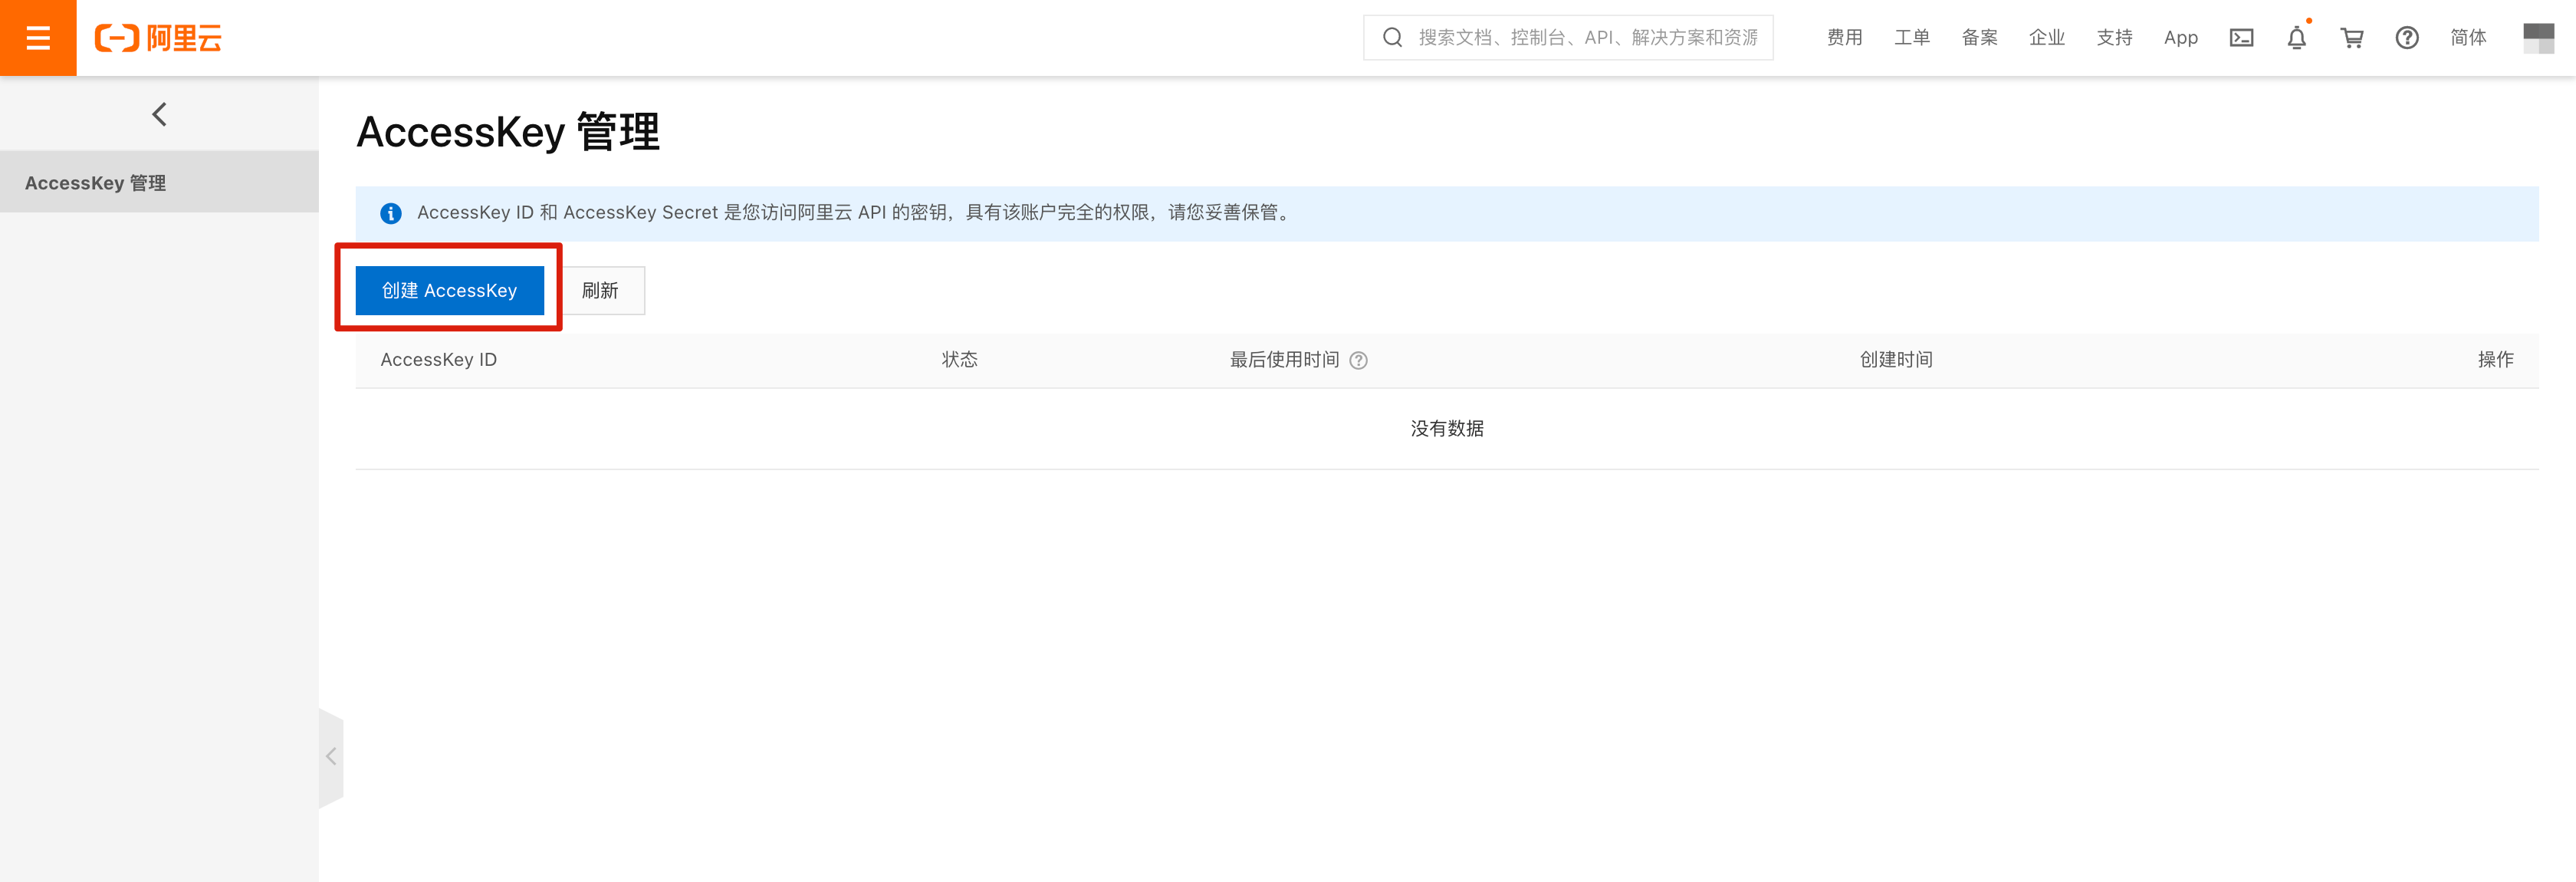 阿里云
搜索文档、控制台、API、解决方案和资源
费用 工单 备案 企业 支持 App 简体
AccessKey 管理
AccessKey 管理
AccessKey ID 和 AccessKey Secret 是您访问阿里云 API 的密钥，具有该账户完全的权限，请您妥善保管。
创建 AccessKey 刷新
AccessKey ID 状态 最后使用时间 创建时间 操作
没有数据